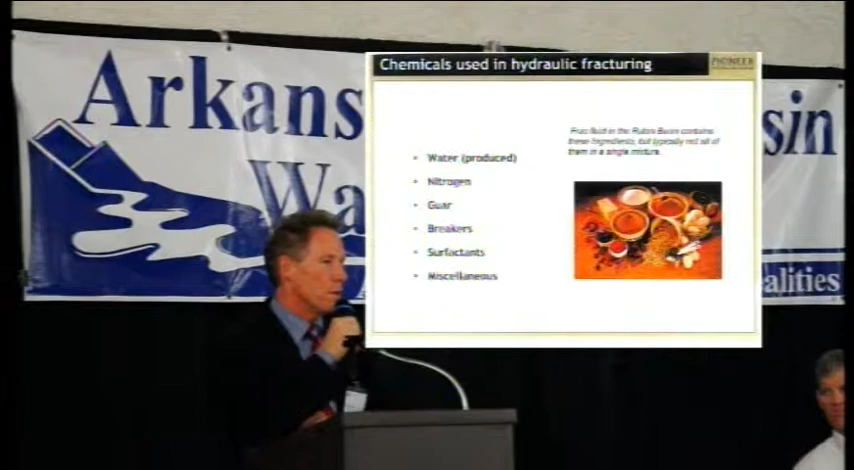 Arkans
sin
Wa
alities
Chemicals used in hydraulic fracturing
PIONEER
Frac fluid in the Raton Basin contains
these ingredients, but typically not all of
them in a single mixture.
• Water (produced)
• Nitrogen
• Guar
• Breakers
• Surfactants
• Miscellaneous